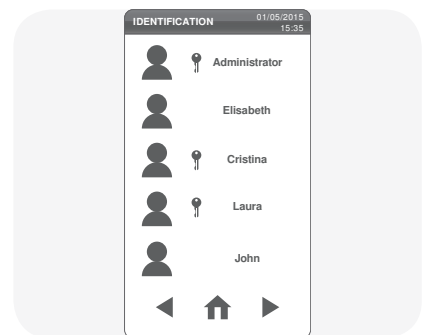 IDENTIFICATION
01/05/2015
15:35
Administrator
Elisabeth
Cristina
Laura
John